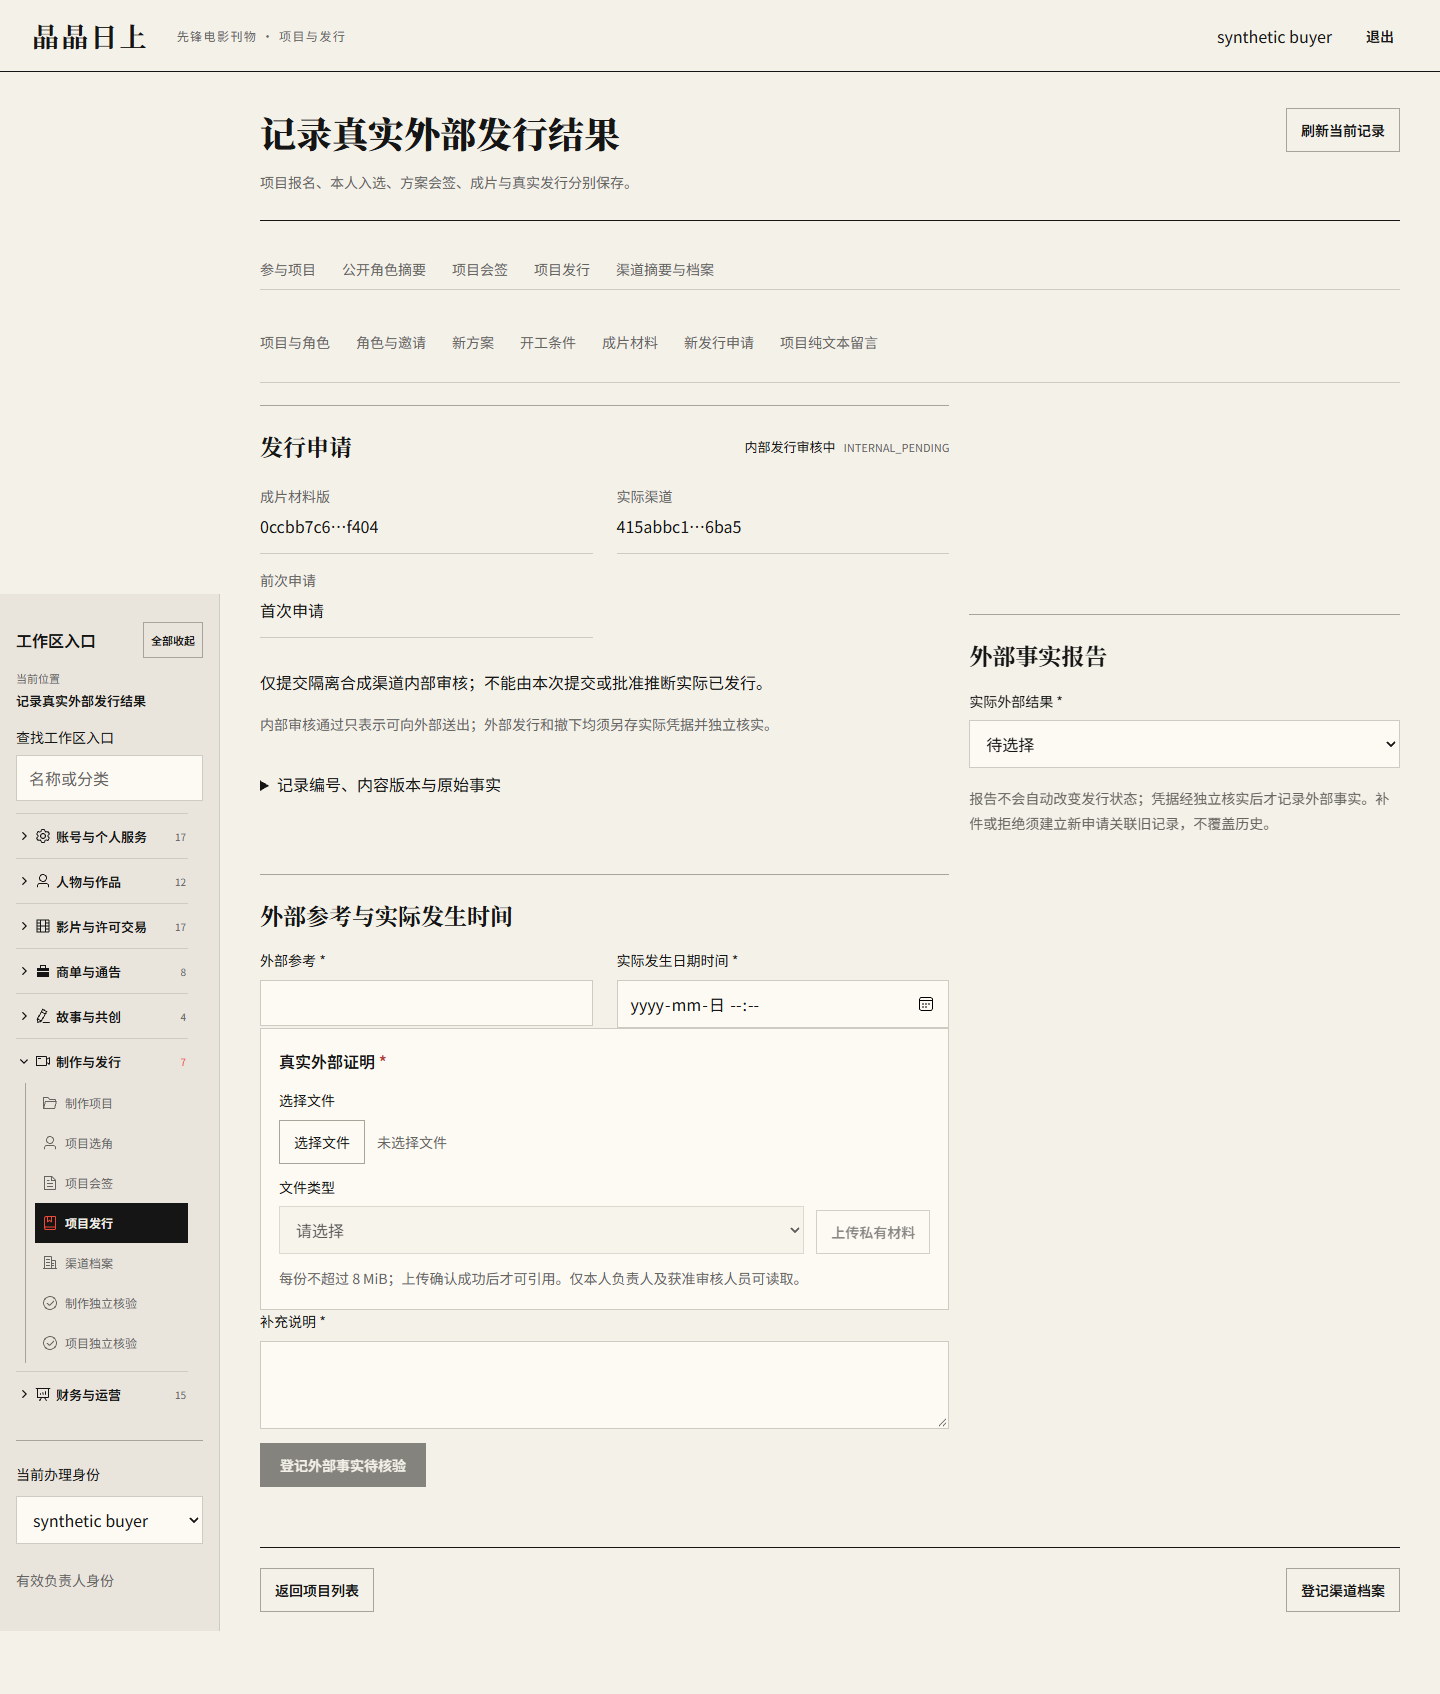 晶晶日上
先锋电影刊物 · 项目与发行
synthetic buyer
退出
记录真实外部发行结果
刷新当前记录
项目报名、本人入选、方案会签、成片与真实发行分别保存。
参与项目 公开角色摘要 项目会签 项目发行 渠道摘要与档案
项目与角色 角色与邀请 新方案 开工条件 成片材料 新发行申请 项目纯文本留言
发行申请
内部发行审核中 INTERNAL_PENDING
成片材料版
0ccbb7c6···f404
实际渠道
415abbc1···6ba5
前次申请
首次申请
仅提交隔离合成渠道内部审核；不能由本次提交或批准推断实际已发行。
内部审核通过只表示可向外部送出；外部发行和撤下均须另存实际凭据并独立核实。
记录编号、内容版本与原始事实
外部事实报告
实际外部结果 *
待选择
报告不会自动改变发行状态；凭据经独立核实后才记录外部事实。补
件或拒绝须建立新申请关联旧记录，不覆盖历史。
外部参考与实际发生时间
外部参考 *
实际发生日期时间 *
yyyy-mm-日 --:--
真实外部证明 *
选择文件
选择文件 未选择文件
文件类型
请选择
上传私有材料
每份不超过 8 MiB；上传确认成功后才可引用。仅本人负责人及获准审核人员可读取。
补充说明 *
登记外部事实待核验
返回项目列表
登记渠道档案
工作区入口
全部收起
当前位置
记录真实外部发行结果
查找工作区入口
名称或分类
账号与个人服务 17
人物与作品 12
影片与许可交易 17
商单与通告 8
故事与共创 4
制作与发行 7
制作项目
项目选角
项目会签
项目发行
渠道档案
制作独立核验
项目独立核验
财务与运营 15
当前办理身份
synthetic buyer
有效负责人身份